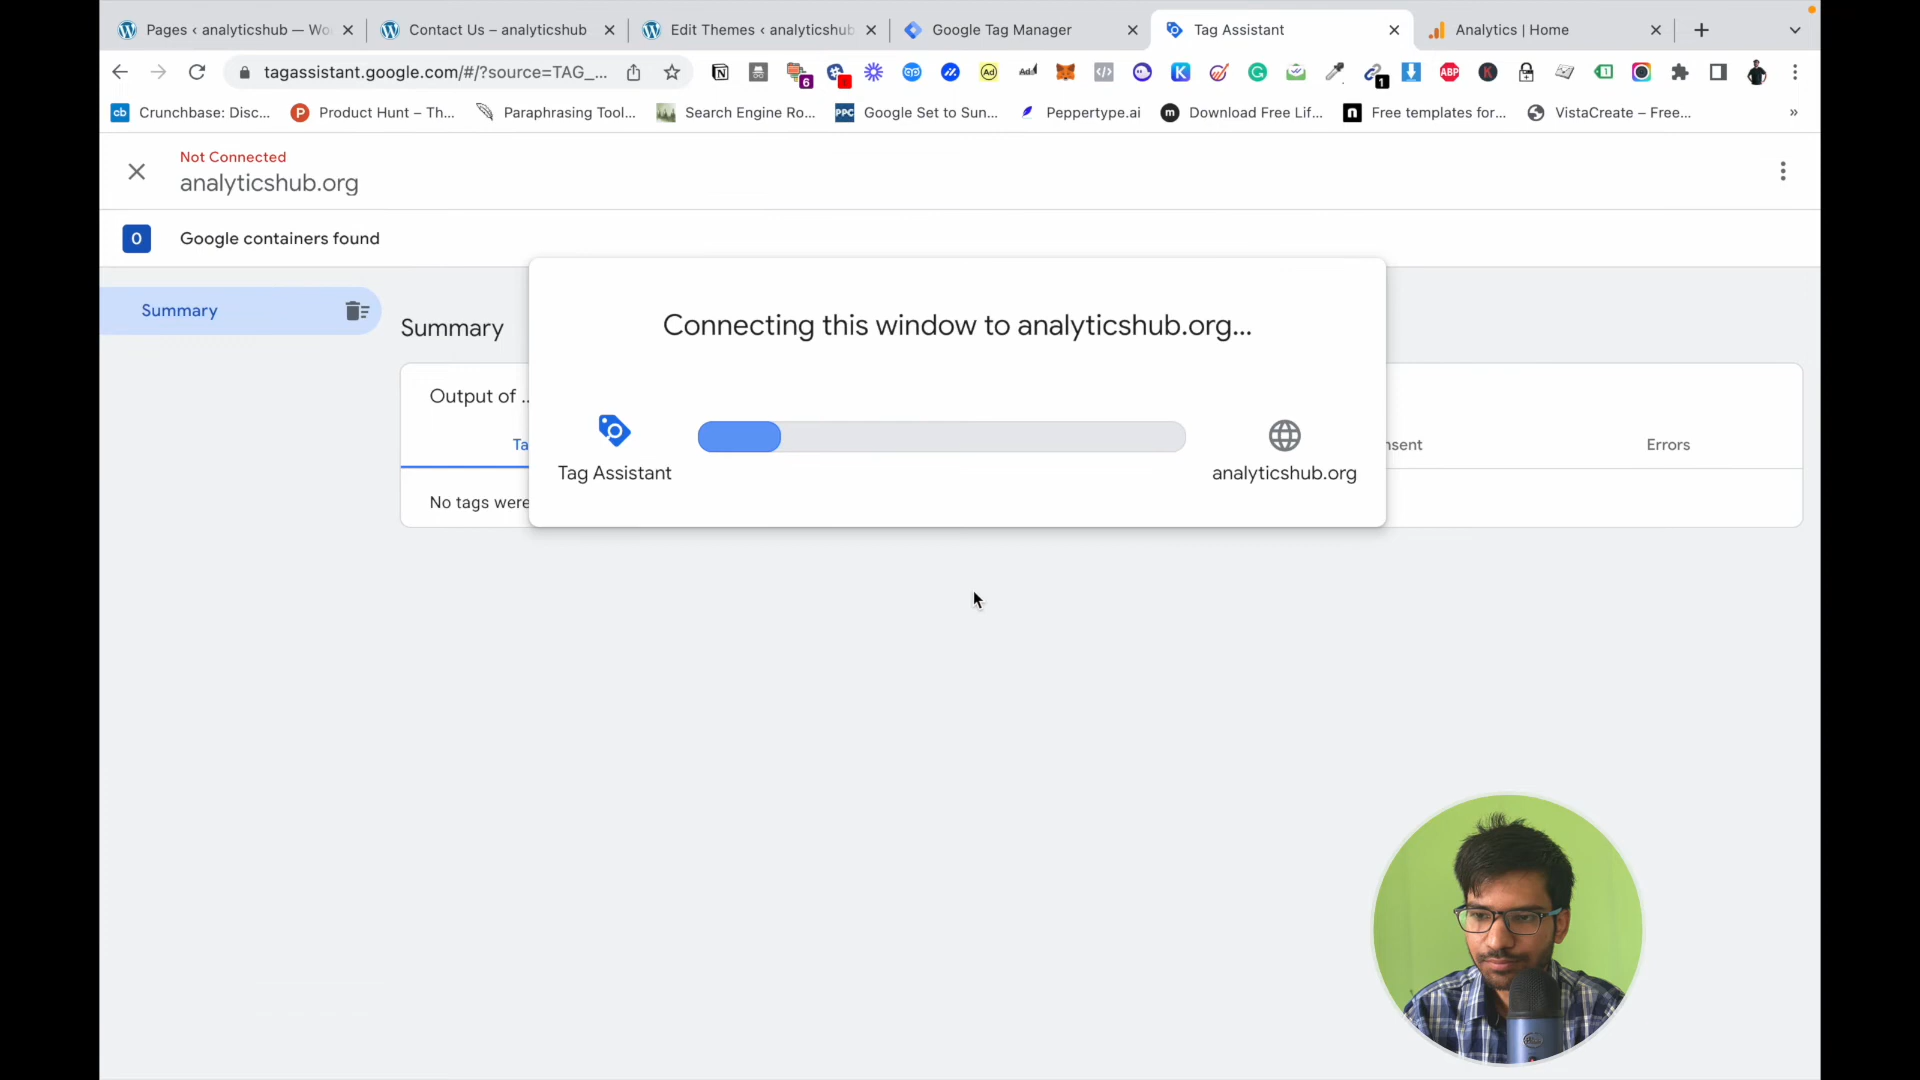 Pages ‹ analyticshub — Wo
Contact Us – analyticshub
Edit Themes ‹ analyticshub
Google Tag Manager
Tag Assistant
Analytics | Home
tagassistant.google.com/#/?source=TAG_...
6
1
Crunchbase: Disc...
Product Hunt – Th...
Paraphrasing Tool...
Search Engine Ro...
Google Set to Sun...
Peppertype.ai
Download Free Lif...
Free templates for...
VistaCreate – Free...
»
Not Connected
analyticshub.org
0
Google containers found
Summary
Summary
Connecting this window to analyticshub.org...
Output of ..
Ta
nsent
Errors
Tag Assistant
analyticshub.org
No tags were